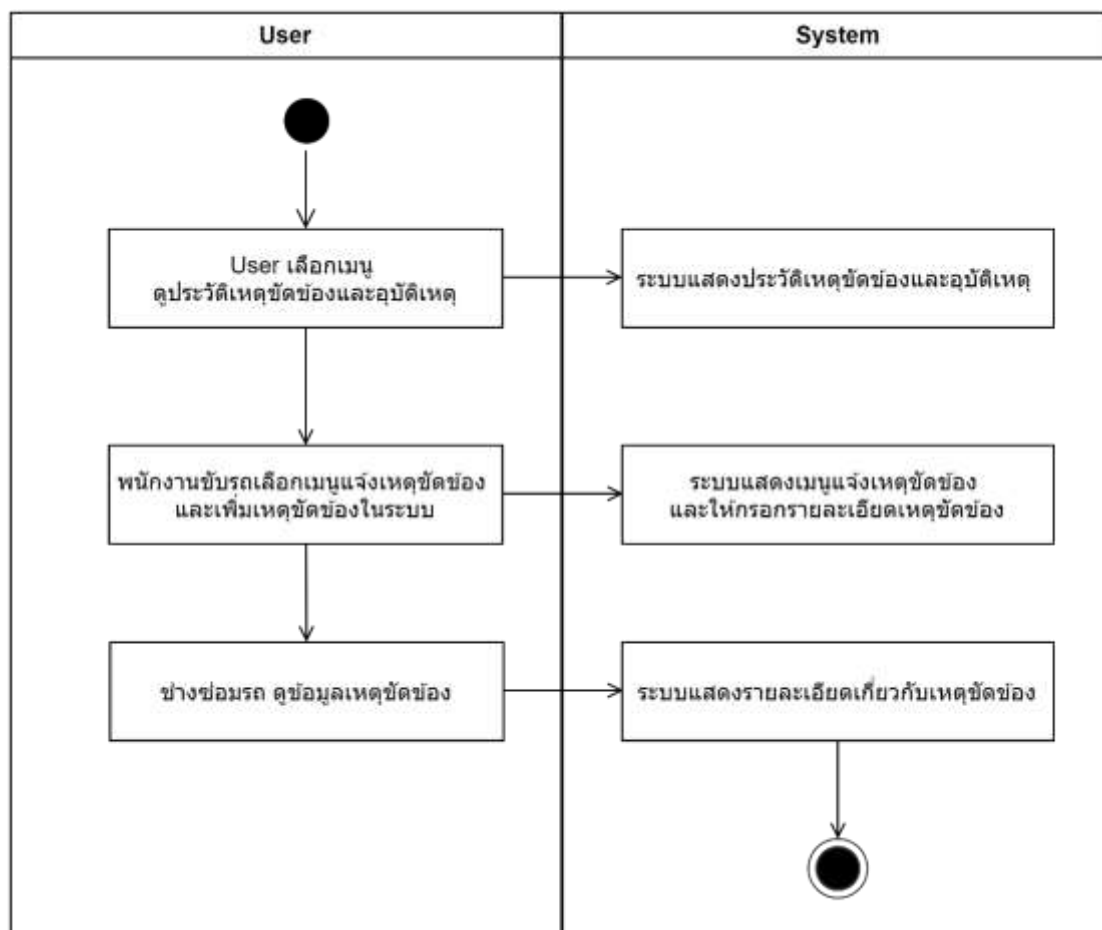 User
System
User เลือกเมนู
ดูประวัติเหตุขัดข้องและอุบัติเหตุ
ระบบแสดงประวัติเหตุขัดข้องและอุบัติเหตุ
พนักงานขับรถเลือกเมนูแจ้งเหตุขัดข้อง
และเพิ่มเหตุขัดข้องในระบบ
ระบบแสดงเมนูแจ้งเหตุขัดข้อง
และให้กรอกรายละเอียดเหตุขัดข้อง
ช่างซ่อมรถ ดูข้อมูลเหตุขัดข้อง
ระบบแสดงรายละเอียดเกี่ยวกับเหตุขัดข้อง